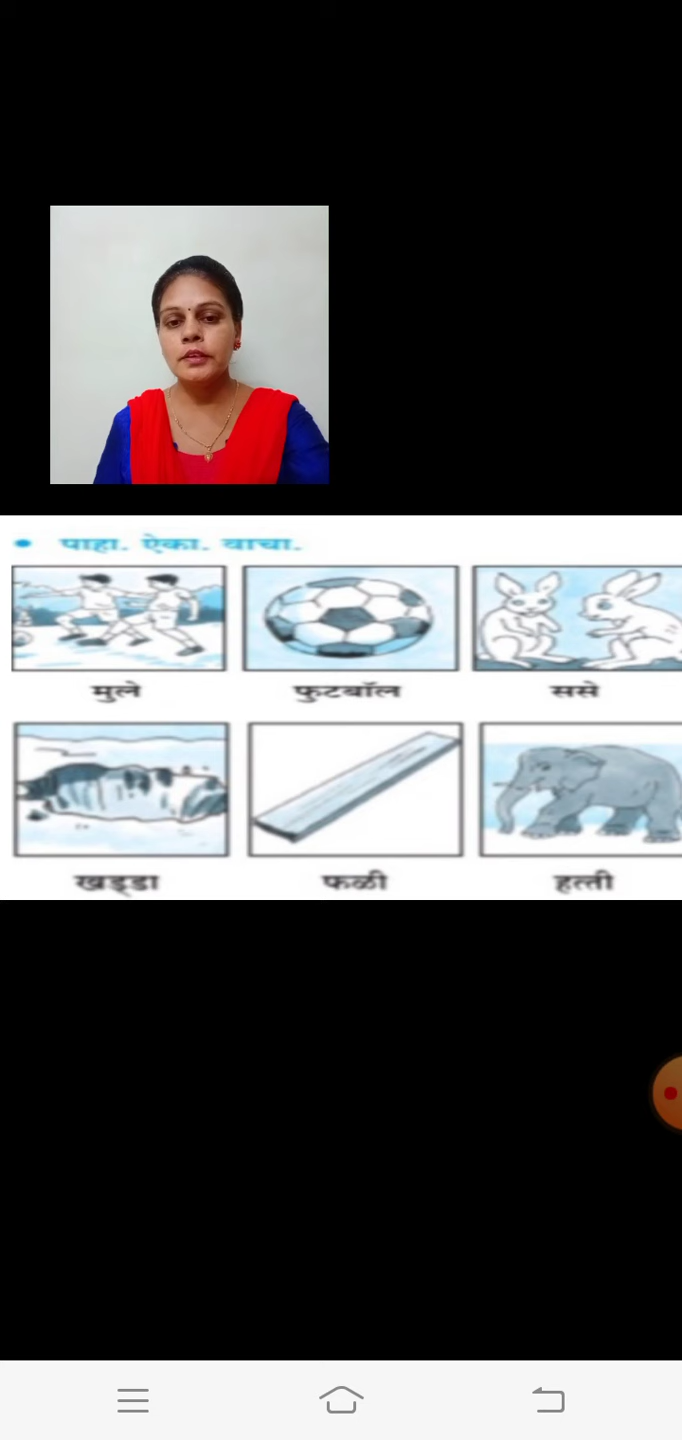 • पाहा. ऐका. वाचा.
मुले फुटबॉल ससे
खड्डा फळी हत्ती